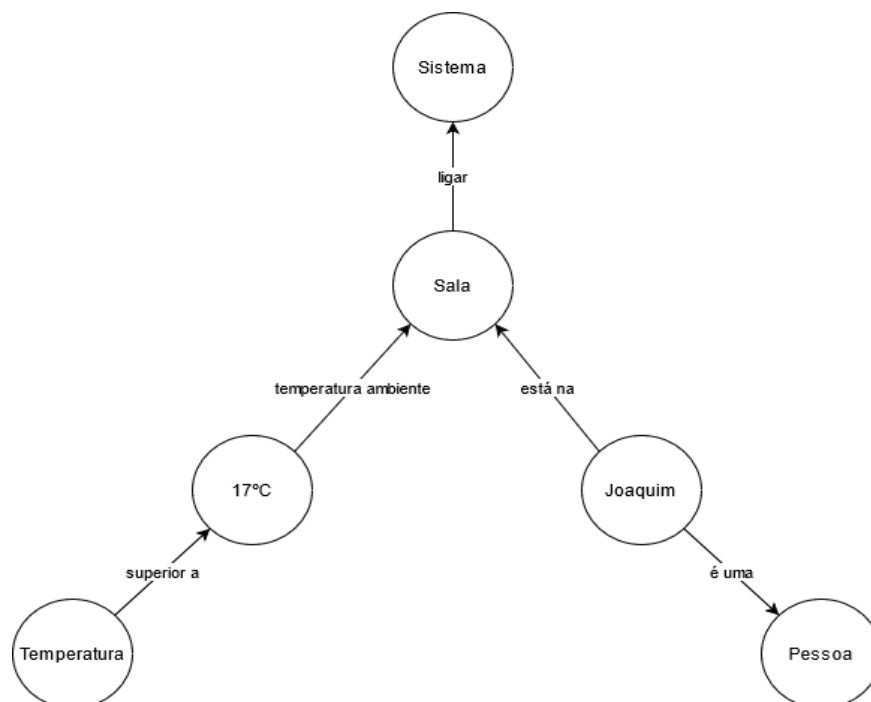 Sistema
ligar
Sala
temperatura ambiente
está na
17ºC
Joaquim
superior a
é uma
Temperatura
Pessoa